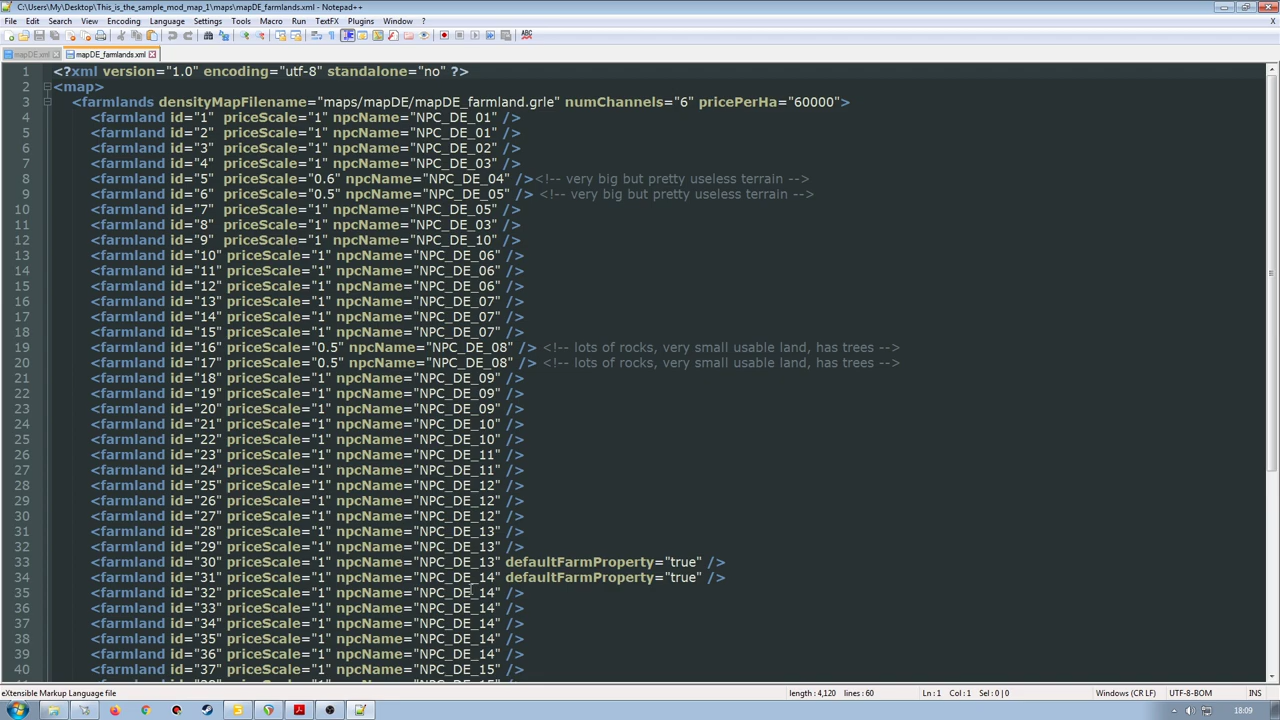 C:\Users\My\Desktop\This_is_the_sample_mod_map_1\maps\mapDE_farmlands.xml - Notepad++
File Edit Search View Encoding Language Settings Tools Macro Run TextFX Plugins Window ?
mapDE.xml mapDE_farmlands.xml
1 <?xml version="1.0" encoding="utf-8" standalone="no" ?>
2 <map>
3 <farmlands densityMapFilename="maps/mapDE/mapDE_farmland.grle" numChannels="6" pricePerHa="60000">
4 <farmland id="1" priceScale="1" npcName="NPC_DE_01" />
5 <farmland id="2" priceScale="1" npcName="NPC_DE_01" />
6 <farmland id="3" priceScale="1" npcName="NPC_DE_02" />
7 <farmland id="4" priceScale="1" npcName="NPC_DE_03" />
8 <farmland id="5" priceScale="0.6" npcName="NPC_DE_04" /><!-- very big but pretty useless terrain -->
9 <farmland id="6" priceScale="0.5" npcName="NPC_DE_05" /> <!-- very big but pretty useless terrain -->
10 <farmland id="7" priceScale="1" npcName="NPC_DE_05" />
11 <farmland id="8" priceScale="1" npcName="NPC_DE_03" />
12 <farmland id="9" priceScale="1" npcName="NPC_DE_10" />
13 <farmland id="10" priceScale="1" npcName="NPC_DE_06" />
14 <farmland id="11" priceScale="1" npcName="NPC_DE_06" />
15 <farmland id="12" priceScale="1" npcName="NPC_DE_06" />
16 <farmland id="13" priceScale="1" npcName="NPC_DE_07" />
17 <farmland id="14" priceScale="1" npcName="NPC_DE_07" />
18 <farmland id="15" priceScale="1" npcName="NPC_DE_07" />
19 <farmland id="16" priceScale="0.5" npcName="NPC_DE_08" /> <!-- lots of rocks, very small usable land, has trees -->
20 <farmland id="17" priceScale="0.5" npcName="NPC_DE_08" /> <!-- lots of rocks, very small usable land, has trees -->
21 <farmland id="18" priceScale="1" npcName="NPC_DE_09" />
22 <farmland id="19" priceScale="1" npcName="NPC_DE_09" />
23 <farmland id="20" priceScale="1" npcName="NPC_DE_09" />
24 <farmland id="21" priceScale="1" npcName="NPC_DE_10" />
25 <farmland id="22" priceScale="1" npcName="NPC_DE_10" />
26 <farmland id="23" priceScale="1" npcName="NPC_DE_11" />
27 <farmland id="24" priceScale="1" npcName="NPC_DE_11" />
28 <farmland id="25" priceScale="1" npcName="NPC_DE_12" />
29 <farmland id="26" priceScale="1" npcName="NPC_DE_12" />
30 <farmland id="27" priceScale="1" npcName="NPC_DE_12" />
31 <farmland id="28" priceScale="1" npcName="NPC_DE_13" />
32 <farmland id="29" priceScale="1" npcName="NPC_DE_13" />
33 <farmland id="30" priceScale="1" npcName="NPC_DE_13" defaultFarmProperty="true" />
34 <farmland id="31" priceScale="1" npcName="NPC_DE_14" defaultFarmProperty="true" />
35 <farmland id="32" priceScale="1" npcName="NPC_DE_14" />
36 <farmland id="33" priceScale="1" npcName="NPC_DE_14" />
37 <farmland id="34" priceScale="1" npcName="NPC_DE_14" />
38 <farmland id="35" priceScale="1" npcName="NPC_DE_14" />
39 <farmland id="36" priceScale="1" npcName="NPC_DE_14" />
40 <farmland id="37" priceScale="1" npcName="NPC_DE_15" />
eXtensible Markup Language file length : 4,120 lines : 60 Ln : 1 Col : 1 Sel : 0 | 0 Windows (CR LF) UTF-8-BOM INS
18:09